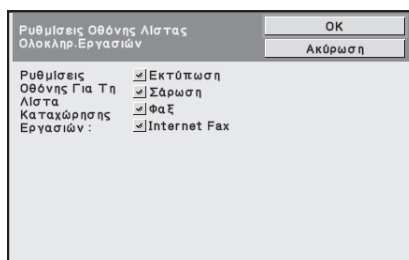 Ρυθμίσεις Οθόνης Λίστας
Ολοκληρ.Εργασιών
OK
Ακύρωση
Ρυθμίσεις
Οθόνης Για Τη
Λίστα
Καταχώρησης
Εργασιών:
Εκτύπωση
Σάρωση
Φαξ
Internet Fax